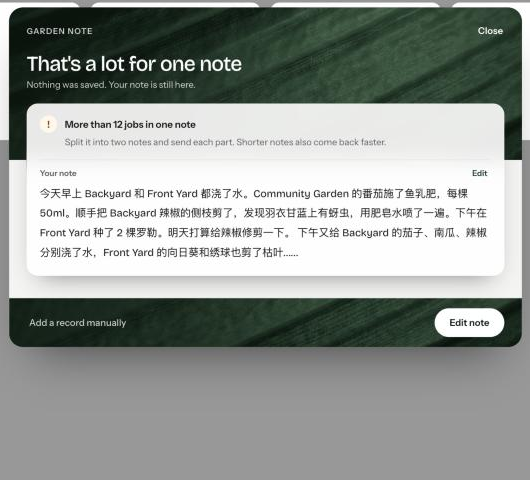 GARDEN NOTE
Close
That's a lot for one note
Nothing was saved. Your note is still here.
!
More than 12 jobs in one note
Split it into two notes and send each part. Shorter notes also come back faster.
Your note
Edit
今天早上 Backyard 和 Front Yard 都浇了水。Community Garden 的番茄施了鱼乳肥，每棵
50ml。顺手把 Backyard 辣椒的侧枝剪了，发现羽衣甘蓝上有蚜虫，用肥皂水喷了一遍。下午在
Front Yard 种了 2 棵罗勒。明天打算给辣椒修剪一下。 下午又给 Backyard 的茄子、南瓜、辣椒
分别浇了水，Front Yard 的向日葵和绣球也剪了枯叶……
Add a record manually
Edit note